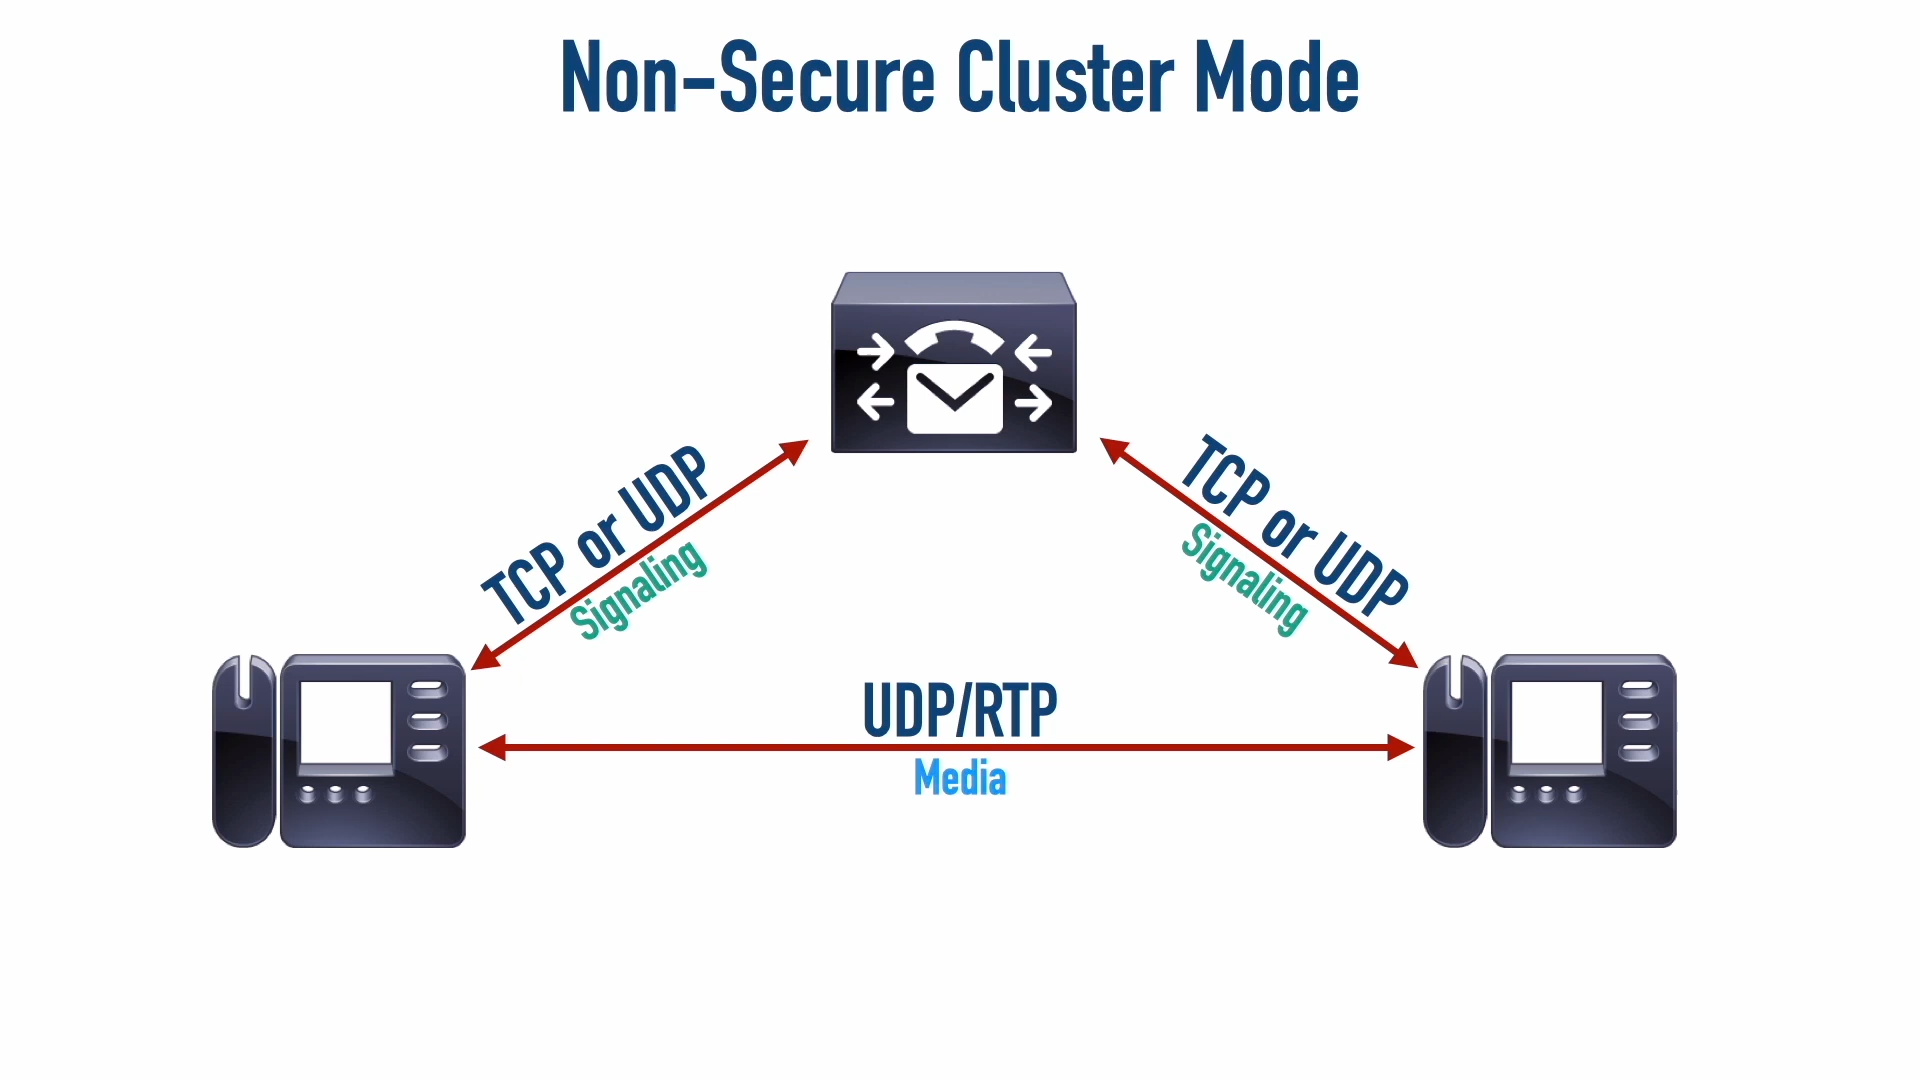 Non-Secure Cluster Mode
TCP or UDP
Signaling
TCP or UDP
Signaling
UDP/RTP
Media